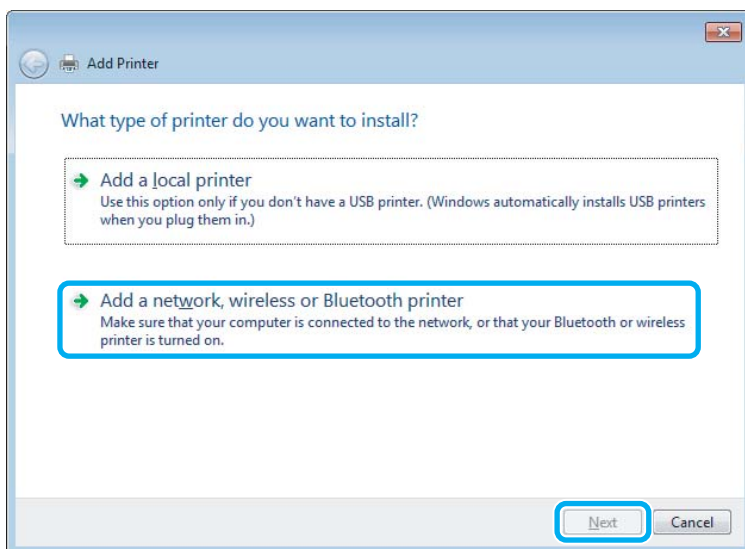 Add Printer
What type of printer do you want to install?
Add a local printer
Use this option only if you don't have a USB printer. (Windows automatically installs USB printers
when you plug them in.)
Add a network, wireless or Bluetooth printer
Make sure that your computer is connected to the network, or that your Bluetooth or wireless
printer is turned on.
Next Cancel